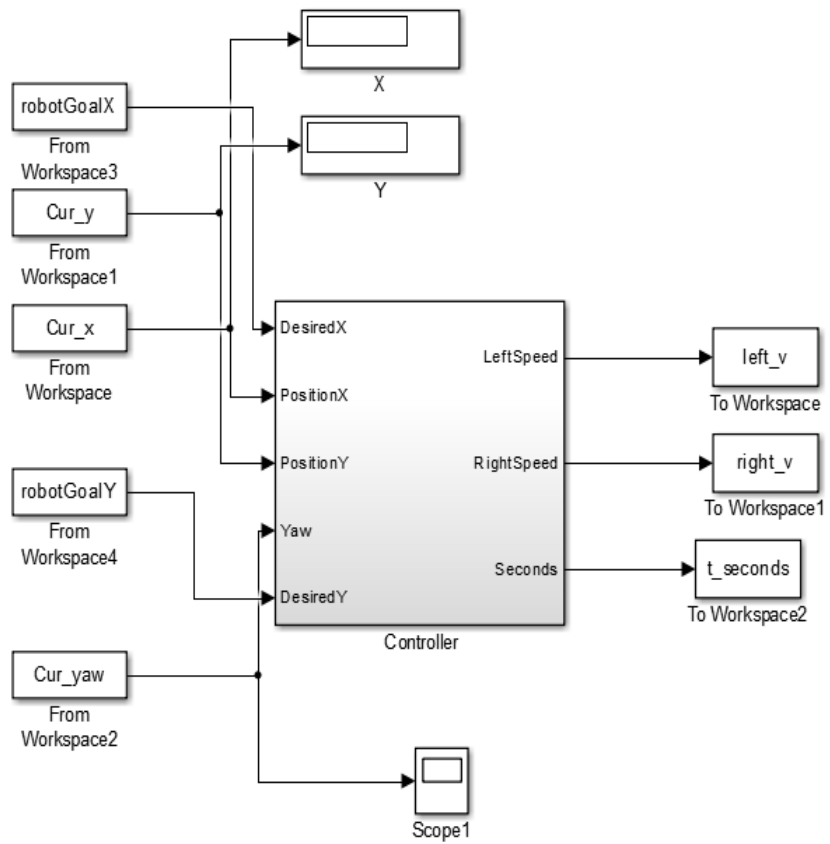 X
robotGoalX
From
Workspace3
Y
Cur_y
From
Workspace1
Cur_x
From
Workspace
robotGoalY
From
Workspace4
Cur_yaw
From
Workspace2
DesiredX
PositionX
PositionY
Yaw
DesiredY
LeftSpeed
RightSpeed
Seconds
Controller
left_v
To Workspace
right_v
To Workspace1
t_seconds
To Workspace2
Scope1